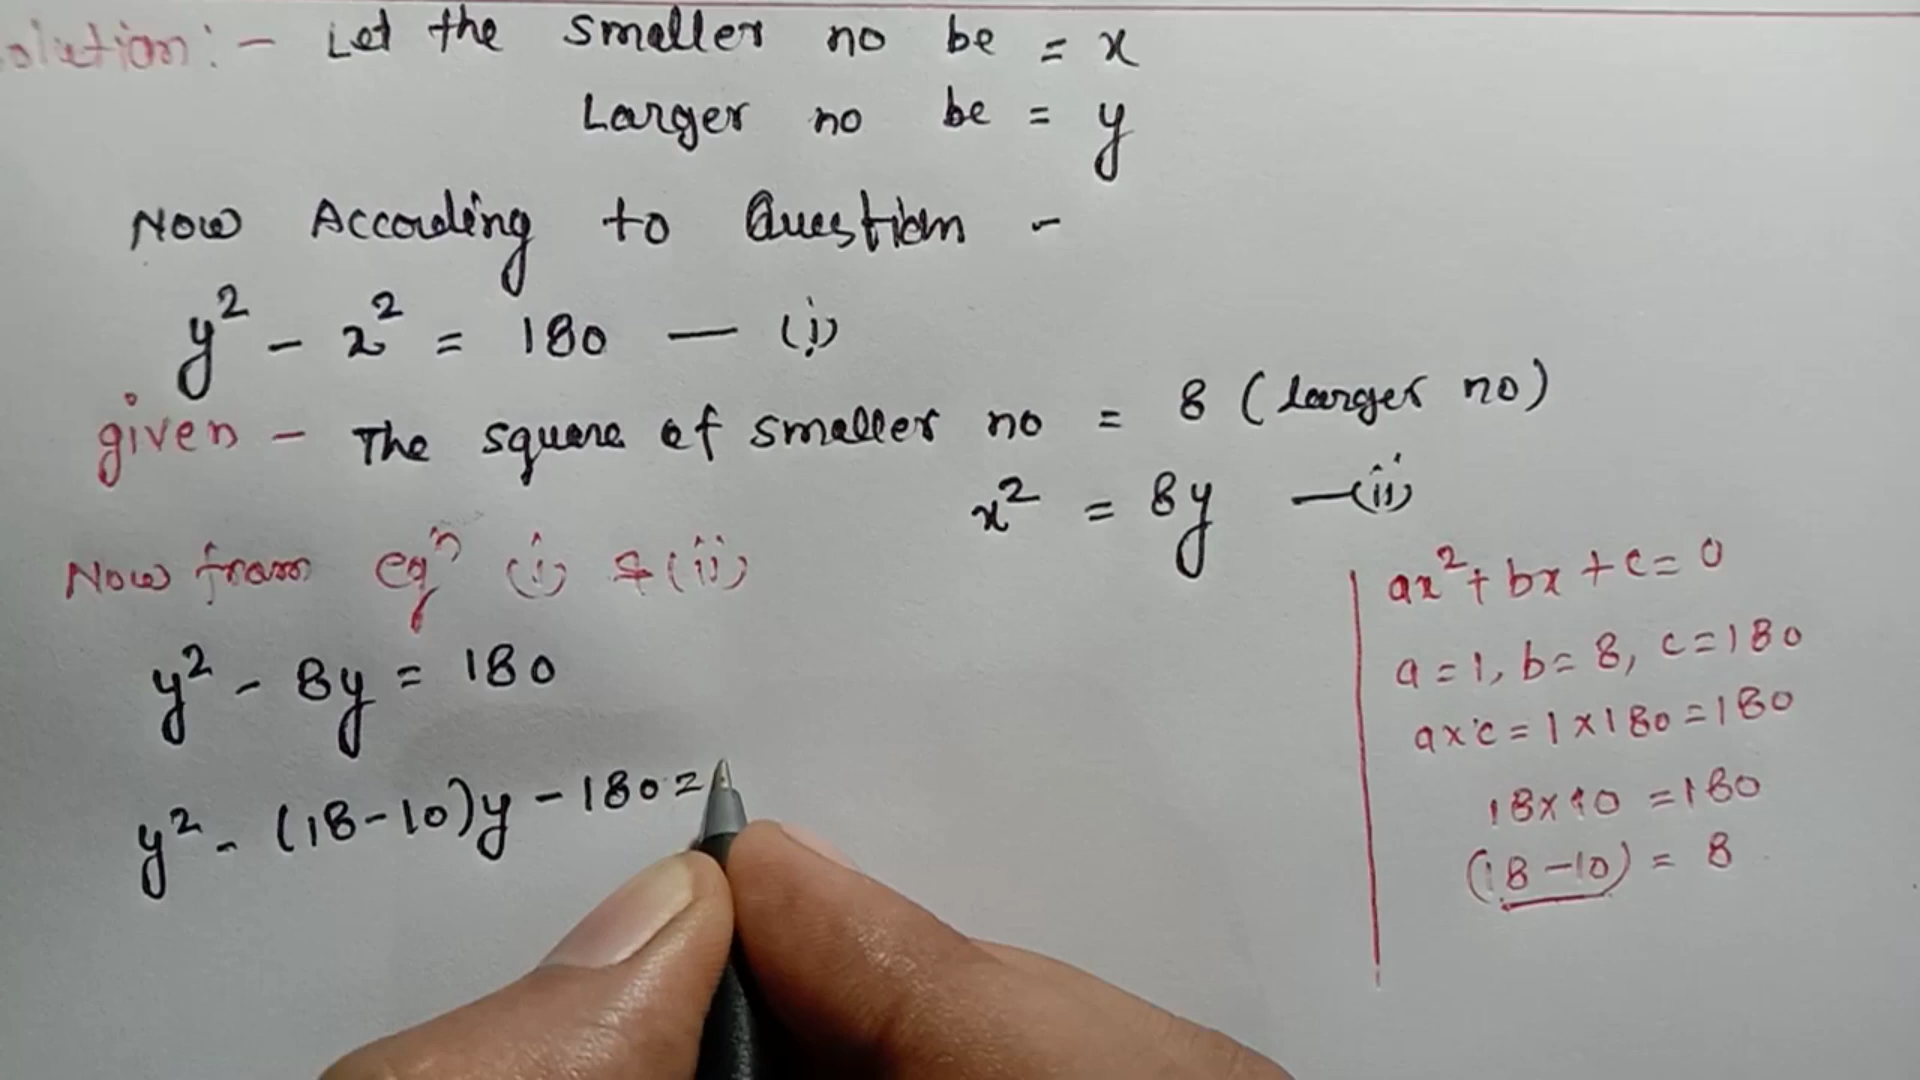 olution:- Let the smaller no be = x
Larger no be = y
Now According to Question -
y² - x² = 180 — (i)
given - The square of smaller no = 8 (larger no)
x² = 8y —(ii)
Now from eqⁿ (i) & (ii)
y² - 8y = 180
y² - (18-10)y - 180 =
ax² + bx + c = 0
a = 1, b = 8, c = 180
a x c = 1 x 180 = 180
18 x 10 = 180
(18 - 10) = 8